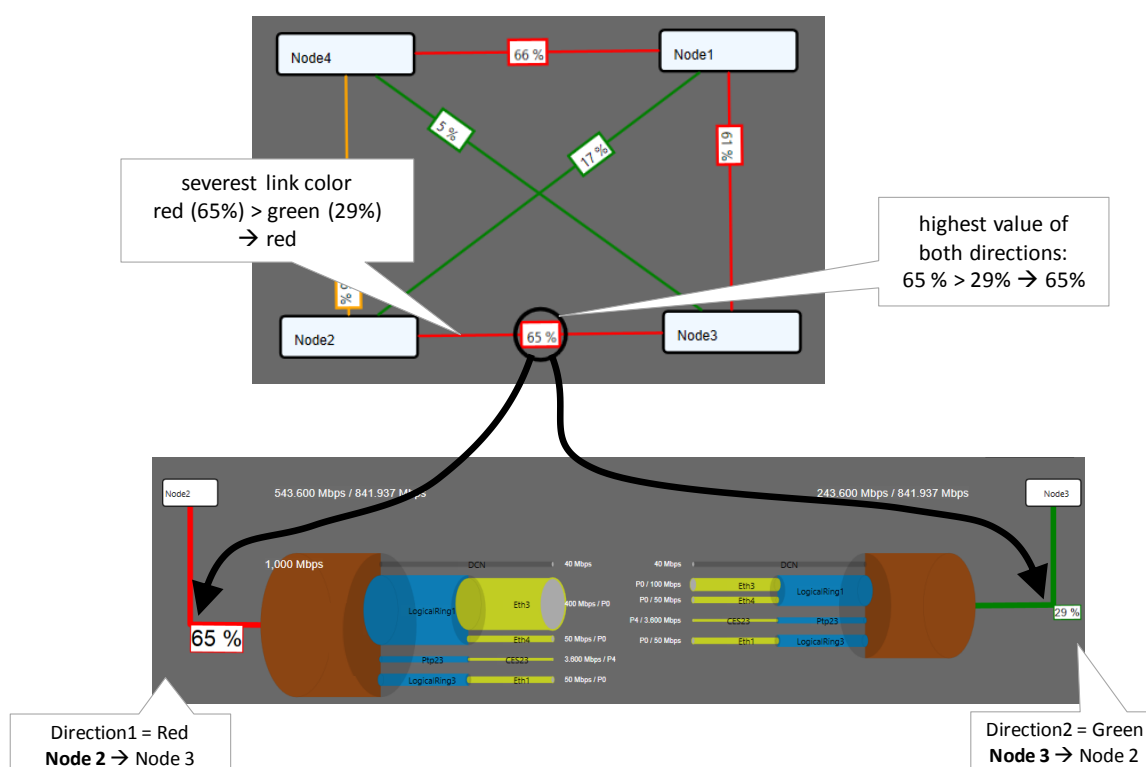 Node4
66 %
Node1
5 %
17 %
61 %
severest link color
red (65%) > green (29%)
→ red
highest value of
both directions:
65 % > 29% → 65%
%
Node2
65 %
Node3
Node2
543.600 Mbps / 841.937 Mbps
243.600 Mbps / 841.937 Mbps
Node3
1,000 Mbps
DCN
40 Mbps
40 Mbps
DCN
LogicalRing1
Eth3
400 Mbps / P0
P0 / 100 Mbps
Eth3
LogicalRing1
P0 / 50 Mbps
Eth4
Eth4
50 Mbps / P0
P4 / 3.600 Mbps
CES23
Ptp23
Ptp23
CES23
3.600 Mbps / P4
P0 / 50 Mbps
Eth1
LogicalRing3
LogicalRing3
Eth1
50 Mbps / P0
65 %
29 %
Direction1 = Red
Node 2 → Node 3
Direction2 = Green
Node 3 → Node 2